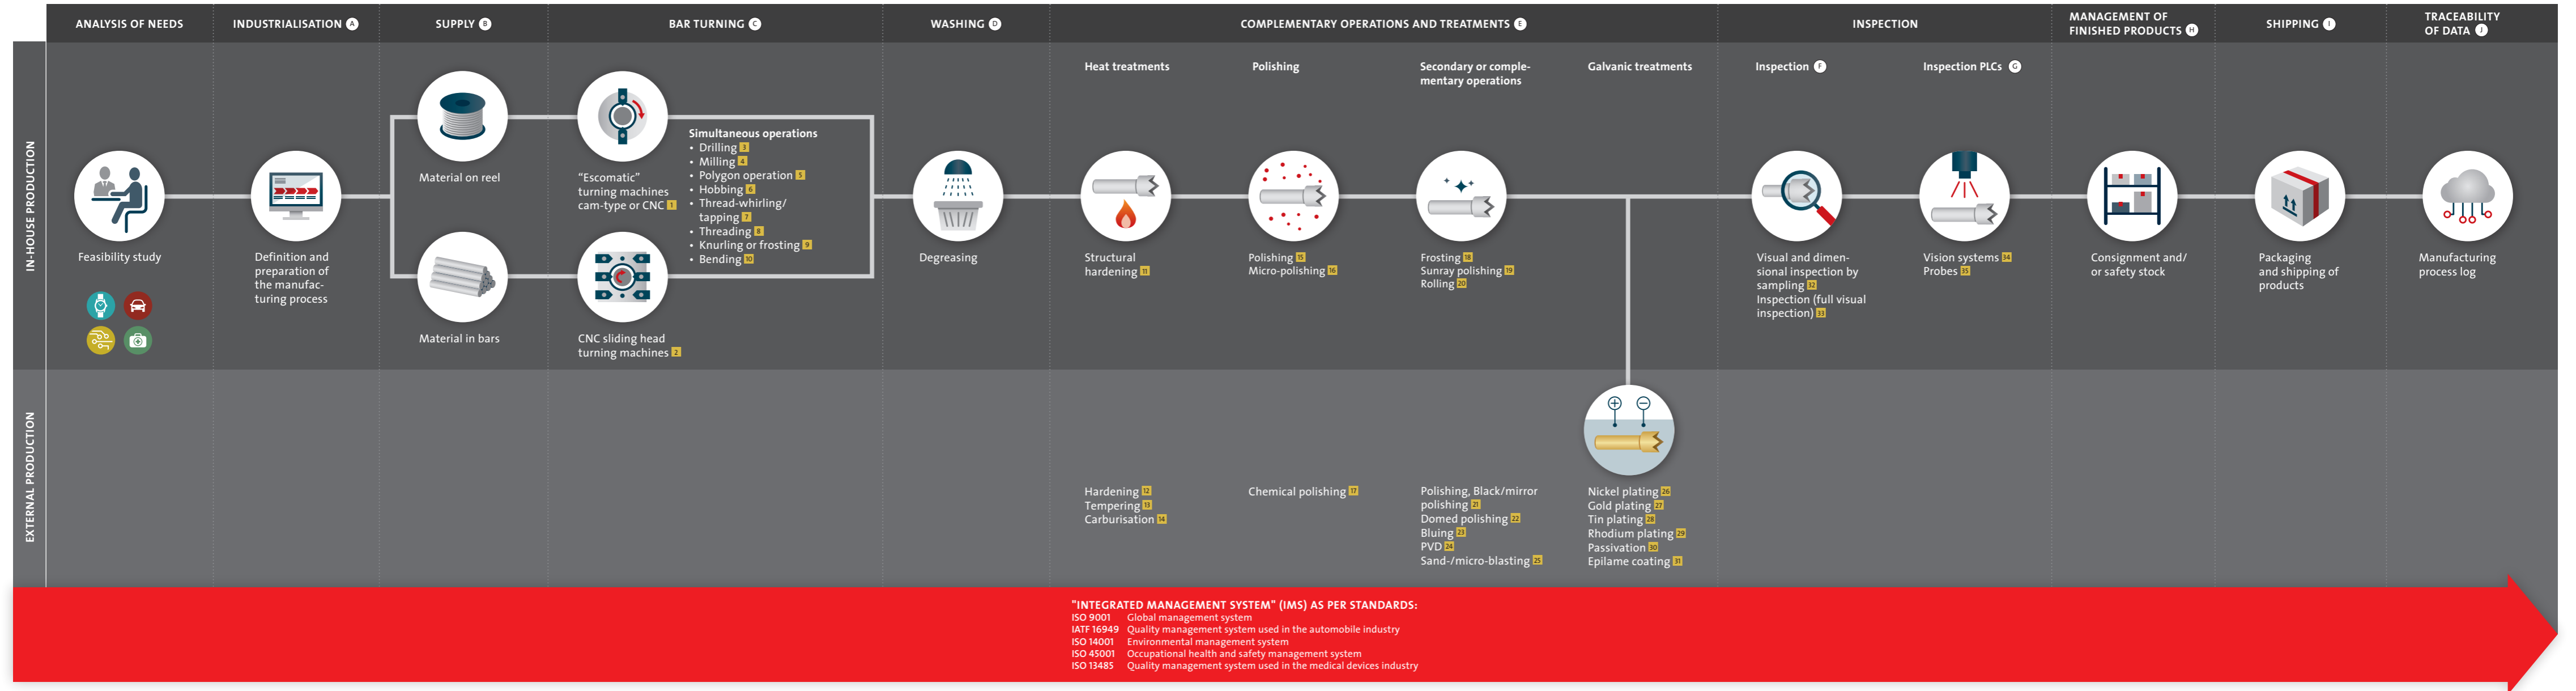 ANALYSIS OF NEEDS
INDUSTRIALISATION A
SUPPLY B
BAR TURNING C
WASHING D
COMPLEMENTARY OPERATIONS AND TREATMENTS E
INSPECTION
MANAGEMENT OF
FINISHED PRODUCTS H
SHIPPING I
TRACEABILITY
OF DATA J
IN-HOUSE PRODUCTION
Feasibility study
Definition and
preparation of
the manufac-
turing process
Material on reel
Material in bars
“Escomatic”
turning machines
cam-type or CNC 1
CNC sliding head
turning machines 2
Simultaneous operations
• Drilling 3
• Milling 4
• Polygon operation 5
• Hobbing 6
• Thread-whirling/
tapping 7
• Threading 8
• Knurling or frosting 9
• Bending 10
Degreasing
Heat treatments
Structural
hardening 11
Polishing
Polishing 15
Micro-polishing 16
Secondary or comple-
mentary operations
Frosting 18
Sunray polishing 19
Rolling 20
Galvanic treatments
Inspection F
Visual and dimen-
sional inspection by
sampling 32
Inspection (full visual
inspection) 33
Inspection PLCs G
Vision systems 34
Probes 35
Consignment and/
or safety stock
Packaging
and shipping of
products
Manufacturing
process log
EXTERNAL PRODUCTION
Hardening 12
Tempering 13
Carburisation 14
Chemical polishing 17
Polishing, Black/mirror
polishing 21
Domed polishing 22
Bluing 23
PVD 24
Sand-/micro-blasting 25
Nickel plating 26
Gold plating 27
Tin plating 28
Rhodium plating 29
Passivation 30
Epilame coating 31
"INTEGRATED MANAGEMENT SYSTEM" (IMS) AS PER STANDARDS:
ISO 9001 Global management system
IATF 16949 Quality management system used in the automobile industry
ISO 14001 Environmental management system
ISO 45001 Occupational health and safety management system
ISO 13485 Quality management system used in the medical devices industry